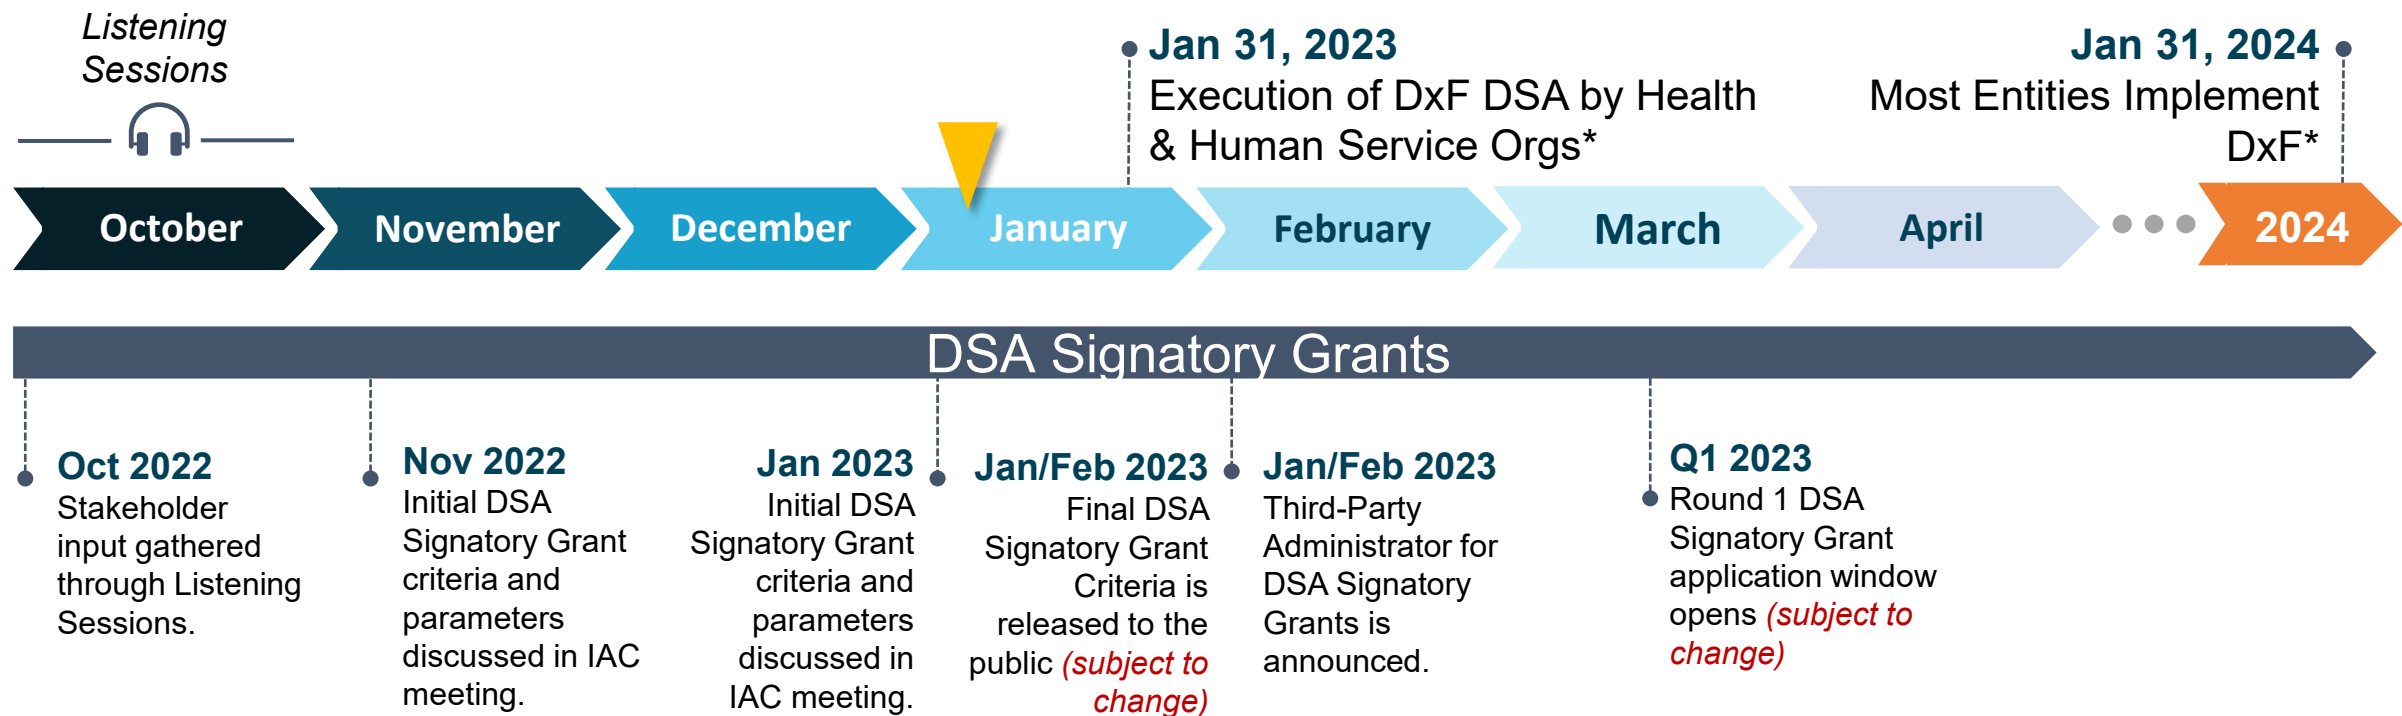 Listening
Sessions
Jan 31, 2023
Execution of DxF DSA by Health
& Human Service Orgs*
Jan 31, 2024
Most Entities Implement
DxF*
October
November
December
January
February
March
April
2024
DSA Signatory Grants
Oct 2022
Stakeholder
input gathered
through Listening
Sessions.
Nov 2022
Initial DSA
Signatory Grant
criteria and
parameters
discussed in IAC
meeting.
Jan 2023
Initial DSA
Signatory Grant
criteria and
parameters
discussed in
IAC meeting.
Jan/Feb 2023
Final DSA
Signatory Grant
Criteria is
released to the
public (subject to
change)
Jan/Feb 2023
Third-Party
Administrator for
DSA Signatory
Grants is
announced.
Q1 2023
Round 1 DSA
Signatory Grant
application window
opens (subject to
change)